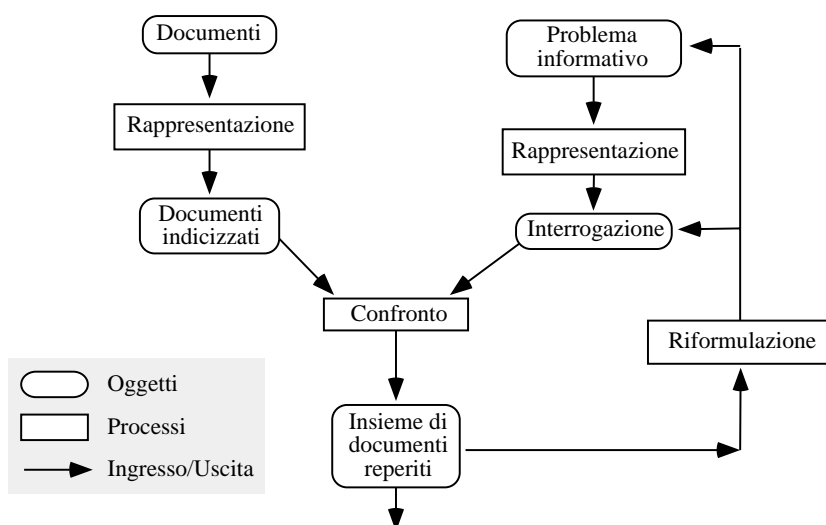 Documenti
Problema
informativo
Rappresentazione
Rappresentazione
Documenti
indicizzati
Interrogazione
Confronto
Riformulazione
Oggetti
Processi
Ingresso/Uscita
Insieme di
documenti
reperiti